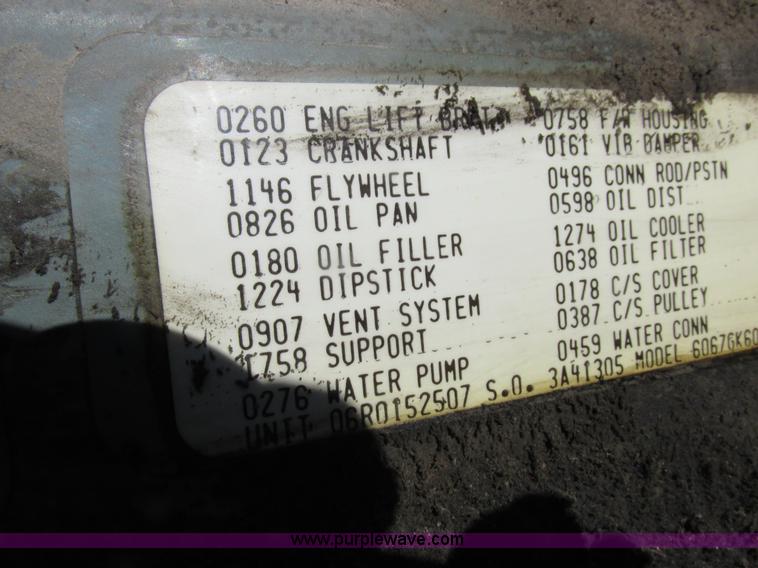 0260 ENG LIFT BRKT 0758 F/W HOUSING
0123 CRANKSHAFT 0161 VIB DAMPER
1146 FLYWHEEL 0496 CONN ROD/PSTN
0826 OIL PAN 0598 OIL DIST
0180 OIL FILLER 1274 OIL COOLER
1224 DIPSTICK 0638 OIL FILTER
0907 VENT SYSTEM 0178 C/S COVER
1758 SUPPORT 0387 C/S PULLEY
0276 WATER PUMP 0459 WATER CONN
UNIT 06R0152507 S.O. 3A41305 MODEL 6067GK60
www.purplewave.com